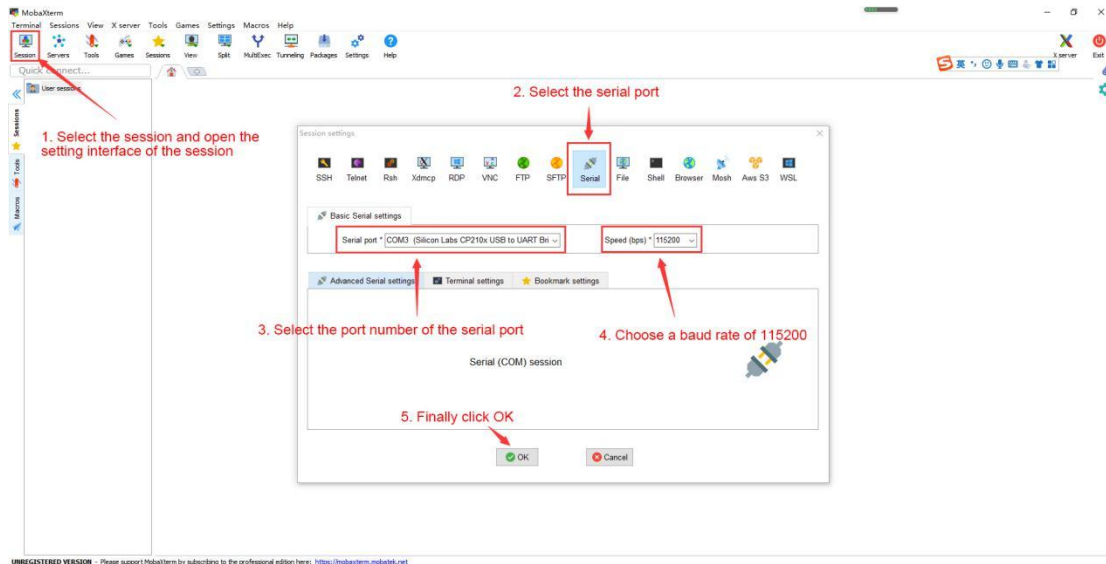 MobaXterm
Terminal Sessions View X server Tools Games Settings Macros Help
Session Servers Tools Games Sessions View Split MultiExec Tunneling Packages Settings Help X server Exit
Quick connect...
英
User sessions
Sessions
Tools
Macros
1. Select the session and open the
setting interface of the session
2. Select the serial port
Session settings
SSH Telnet Rsh Xdmcp RDP VNC FTP SFTP Serial File Shell Browser Mosh Aws S3 WSL
Basic Serial settings
Serial port * COM3 (Silicon Labs CP210x USB to UART Bri Speed (bps) * 115200
Advanced Serial settings Terminal settings Bookmark settings
3. Select the port number of the serial port
4. Choose a baud rate of 115200
Serial (COM) session
5. Finally click OK
OK Cancel
UNREGISTERED VERSION - Please support MobaXterm by subscribing to the professional edition here: https://mobaxterm.mobatek.net